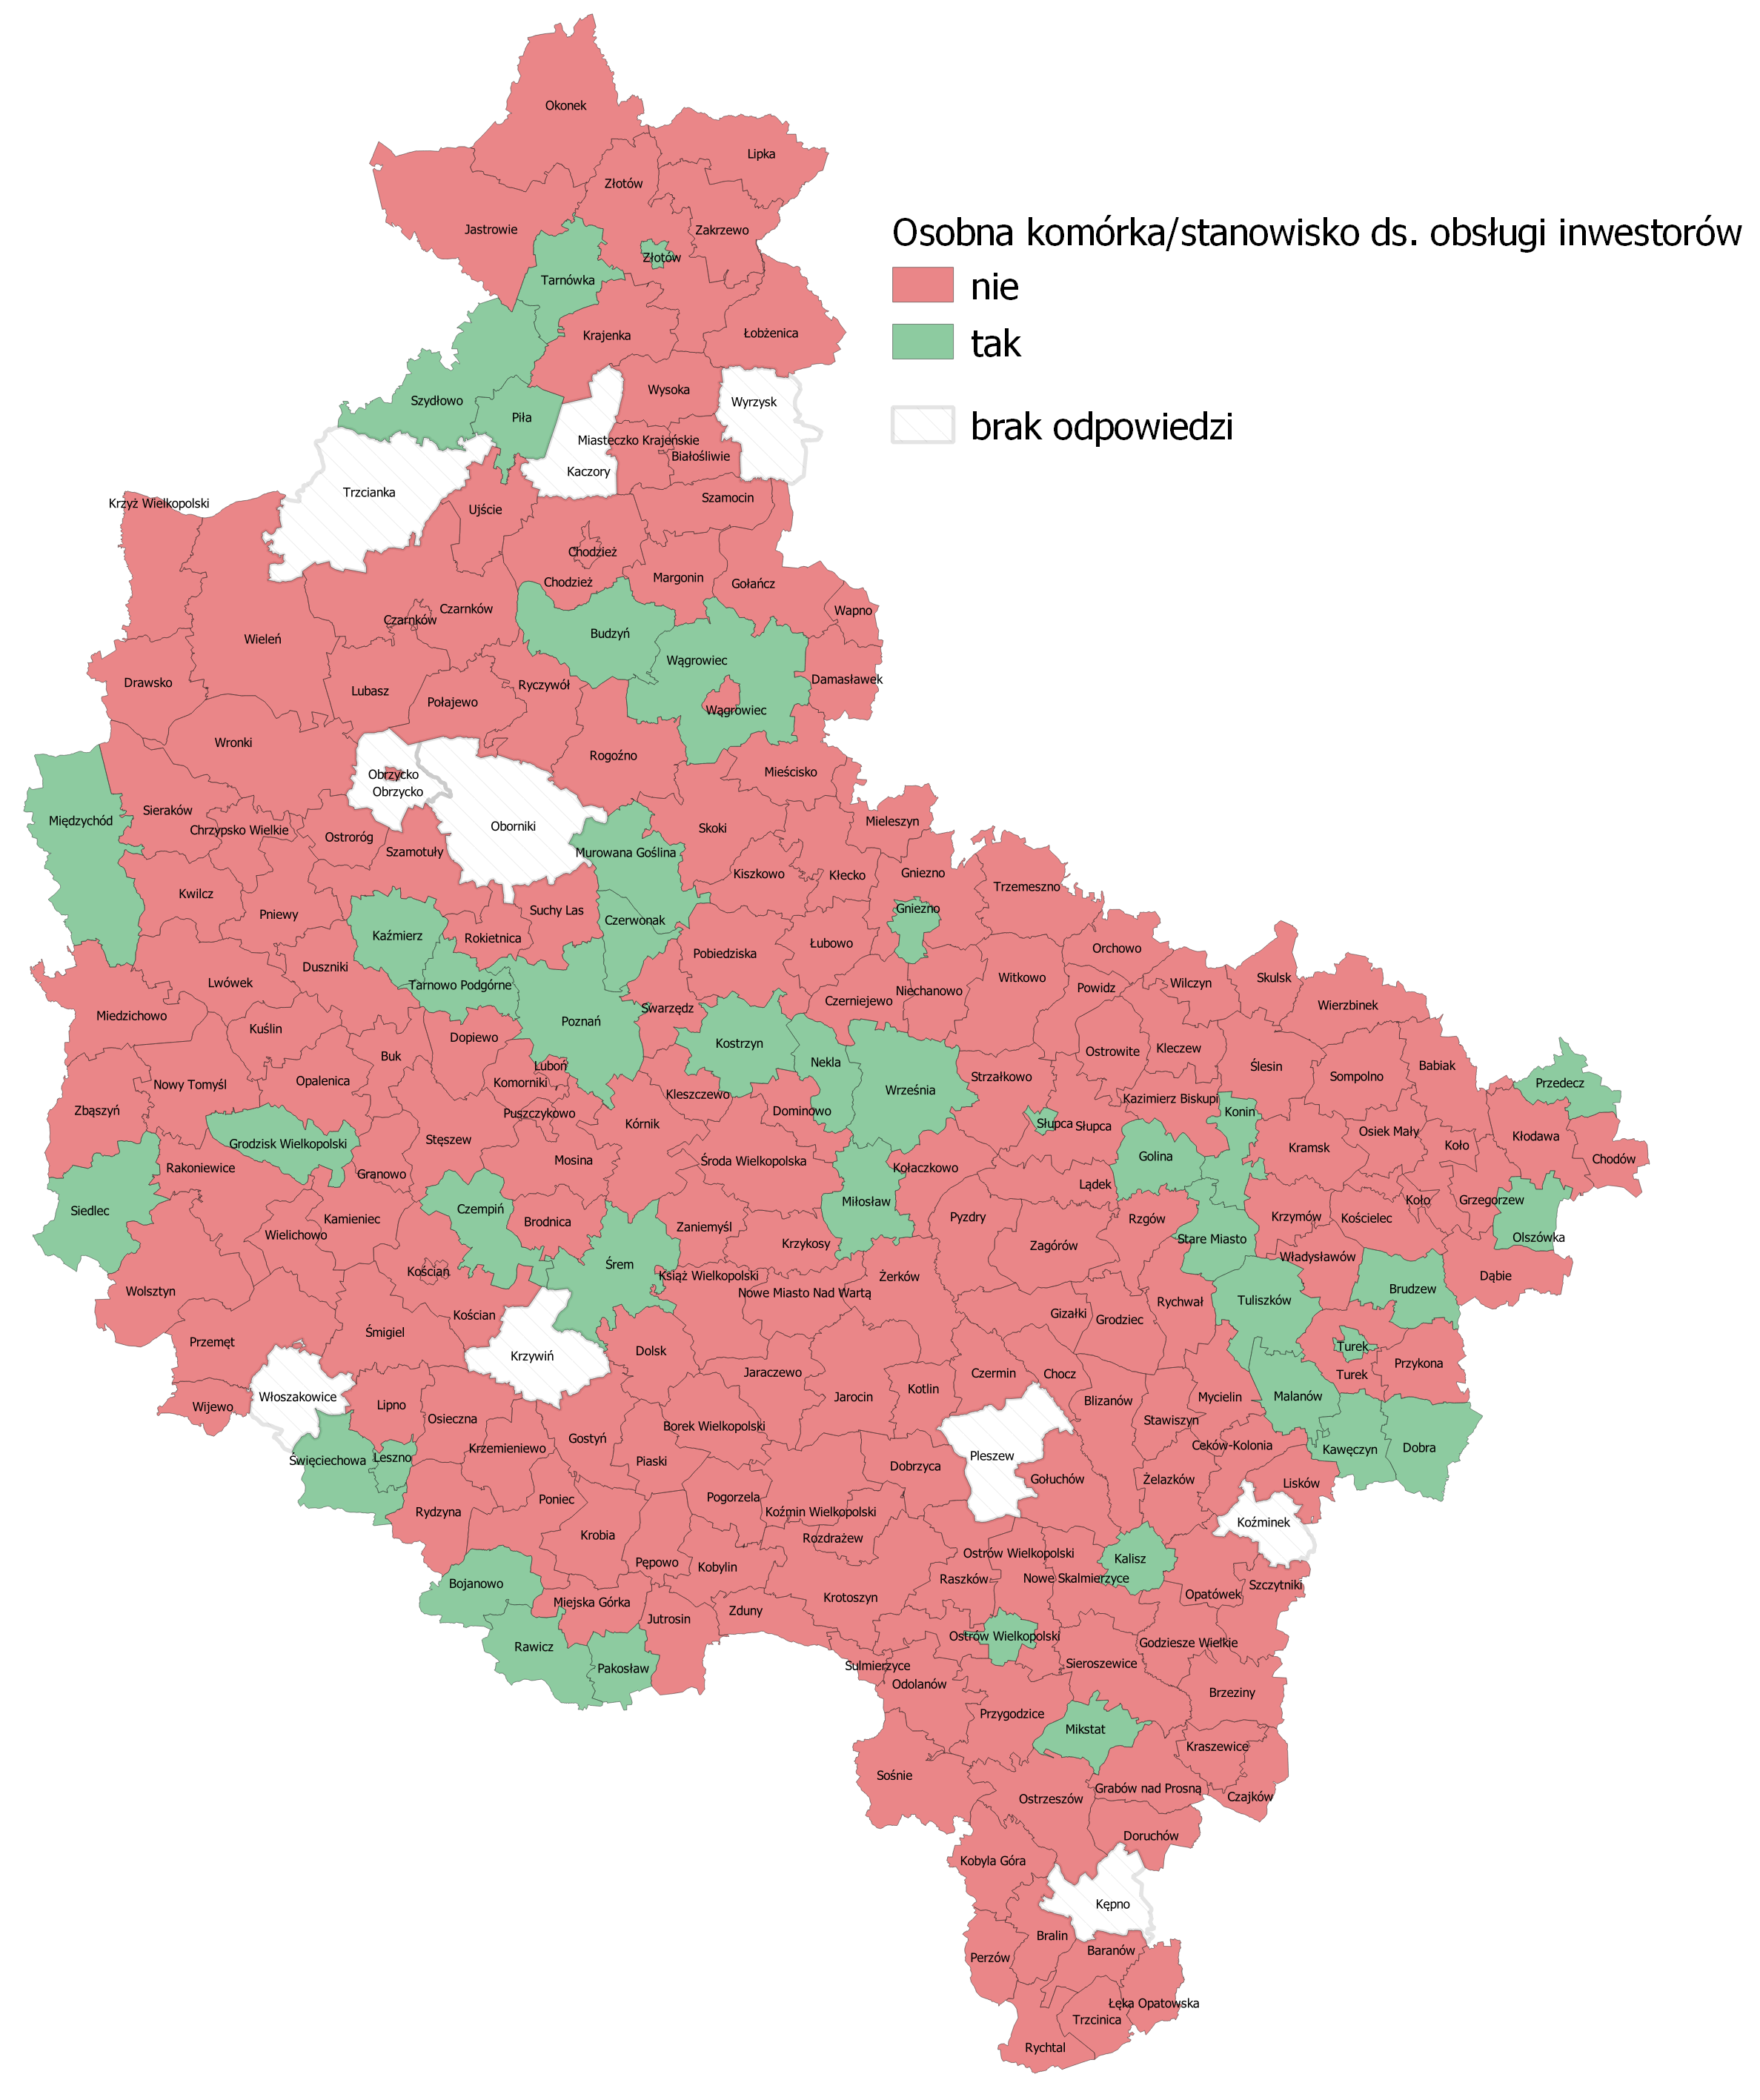 Okonek
Lipka
Złotów
Jastrowie
Zakrzewo
Osobna komórka/stanowisko ds. obsługi inwestorów
Złotów
Tarnówka
nie
Krajenka
Łobżenica
tak
Wysoka
Szydłowo
Wyrzysk
Piła
brak odpowiedzi
Miasteczko Krajeńskie
Białośliwie
Kaczory
Trzcianka
Szamocin
Krzyż Wielkopolski
Ujście
Chodzież
Margonin
Chodzież
Gołańcz
Czarnków
Wapno
Czarnków
Budzyń
Wieleń
Wągrowiec
Damasławek
Drawsko
Ryczywół
Lubasz
Połajewo
Wągrowiec
Wronki
Rogoźno
Mieścisko
Obrzycko
Obrzycko
Sieraków
Międzychód
Mieleszyn
Oborniki
Skoki
Chrzypsko Wielkie
Ostroróg
Szamotuły
Murowana Goślina
Kiszkowo
Kłecko
Gniezno
Trzemeszno
Kwilcz
Gniezno
Pniewy
Suchy Las
Czerwonak
Kaźmierz
Rokietnica
Łubowo
Orchowo
Pobiedziska
Duszniki
Witkowo
Skulsk
Lwówek
Tarnowo Podgórne
Wilczyn
Powidz
Niechanowo
Czerniejewo
Wierzbinek
Swarzędz
Miedzichowo
Poznań
Kuślin
Dopiewo
Kostrzyn
Ostrowite
Kleczew
Buk
Nekla
Luboń
Ślesin
Babiak
Opalenica
Komorniki
Strzałkowo
Sompolno
Nowy Tomyśl
Przedecz
Września
Kleszczewo
Kazimierz Biskupi
Zbąszyń
Puszczykowo
Dominowo
Konin
Kórnik
Słupca
Słupca
Osiek Mały
Kłodawa
Stęszew
Grodzisk Wielkopolski
Koło
Kramsk
Golina
Mosina
Środa Wielkopolska
Chodów
Rakoniewice
Kołaczkowo
Granowo
Lądek
Miłosław
Koło
Grzegorzew
Siedlec
Czempiń
Kamieniec
Brodnica
Pyzdry
Rzgów
Krzymów
Kościelec
Zaniemyśl
Wielichowo
Stare Miasto
Olszówka
Krzykosy
Zagórów
Władysławów
Śrem
Kościan
Książ Wielkopolski
Żerków
Dąbie
Brudzew
Wolsztyn
Nowe Miasto Nad Wartą
Tuliszków
Rychwał
Kościan
Gizałki
Grodziec
Śmigiel
Przemęt
Turek
Dolsk
Krzywiń
Przykona
Jaraczewo
Czermin
Chocz
Turek
Kotlin
Włoszakowice
Jarocin
Malanów
Mycielin
Blizanów
Wijewo
Lipno
Osieczna
Stawiszyn
Borek Wielkopolski
Gostyń
Krzemieniewo
Ceków-Kolonia
Dobra
Kawęczyn
Pleszew
Leszno
Święciechowa
Piaski
Dobrzyca
Gołuchów
Żelazków
Lisków
Pogorzela
Poniec
Rydzyna
Koźmin Wielkopolski
Koźminek
Krobia
Rozdrażew
Ostrów Wielkopolski
Kalisz
Pępowo
Kobylin
Raszków
Nowe Skalmierzyce
Bojanowo
Szczytniki
Opatówek
Krotoszyn
Miejska Górka
Zduny
Jutrosin
Ostrów Wielkopolski
Godziesze Wielkie
Rawicz
Sieroszewice
Sulmierzyce
Pakosław
Odolanów
Brzeziny
Przygodzice
Mikstat
Kraszewice
Sośnie
Grabów nad Prosną
Ostrzeszów
Czajków
Doruchów
Kobyla Góra
Kępno
Bralin
Baranów
Perzów
Łęka Opatowska
Trzcinica
Rychtal